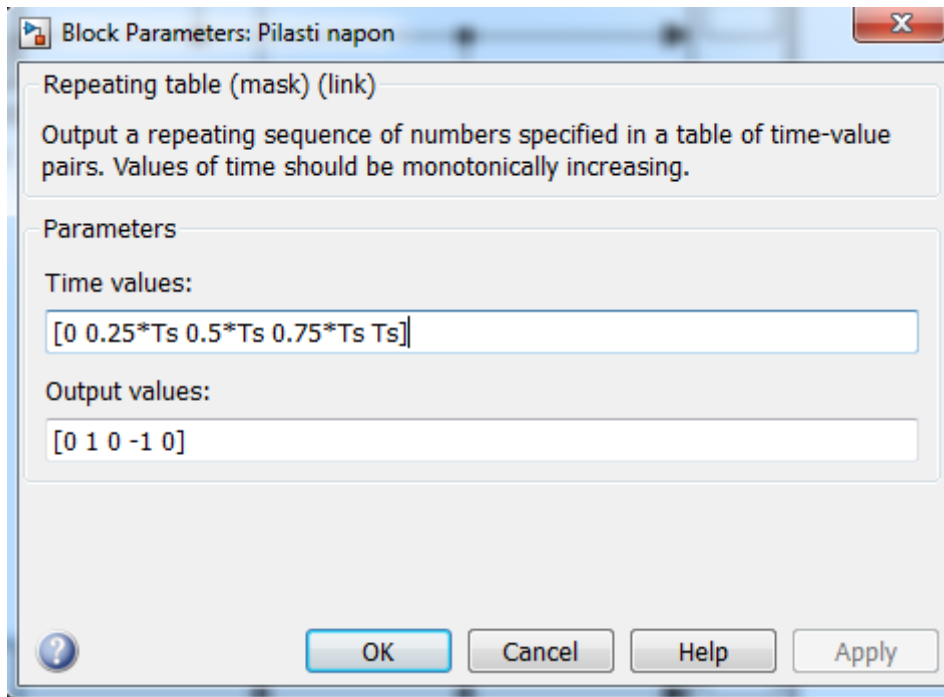 Block Parameters: Pilasti napon
Repeating table (mask) (link)
Output a repeating sequence of numbers specified in a table of time-value
pairs. Values of time should be monotonically increasing.
Parameters
Time values:
[0 0.25*Ts 0.5*Ts 0.75*Ts Ts]
Output values:
[0 1 0 -1 0]
? OK Cancel Help Apply